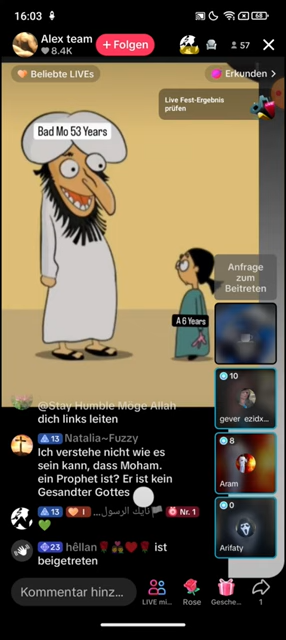 16:03
68
Alex team
8.4K
+ Folgen
57
Beliebte LIVEs
Erkunden >
Live Fest-Ergebnis
prüfen
Bad Mo 53 Years
Anfrage
zum
Beitreten
A 6 Years
10
gever ezidx...
@Stay Humble Möge Allah
dich links leiten
13 Natalia~Fuzzy
Ich verstehe nicht wie es
sein kann, dass Moham.
ein Prophet ist? Er ist kein
Gesandter Gottes
8
Aram
13 I ...نايك الرسول Nr. 1
0
Arifaty
23 hêllan ist
beigetreten
Kommentar hinz...
LIVE mi...
Rose
Gesche...
1